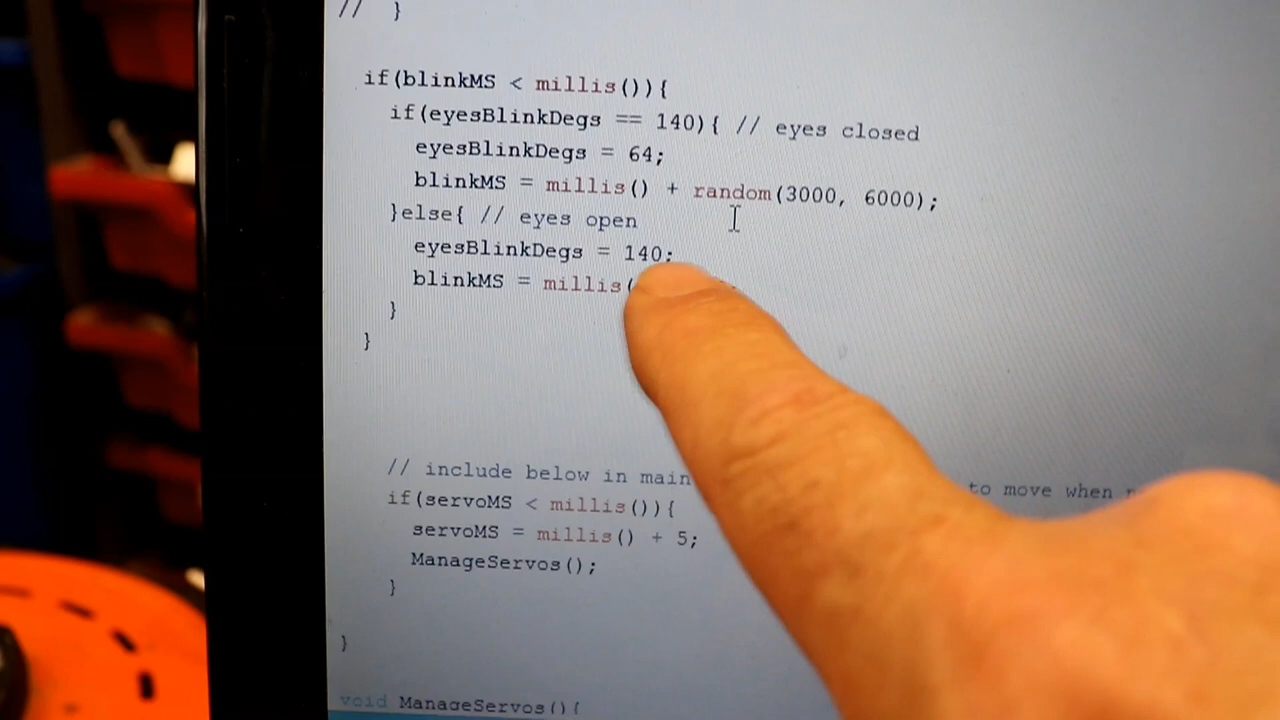 // }
if(blinkMS < millis()){
if(eyesBlinkDegs == 140){ // eyes closed
eyesBlinkDegs = 64;
blinkMS = millis() + random(3000, 6000);
}else{ // eyes open
eyesBlinkDegs = 140;
blinkMS = millis(
}
}
// include below in main to move when
if(servoMS < millis()){
servoMS = millis() + 5;
ManageServos();
}
}
void ManageServos(){